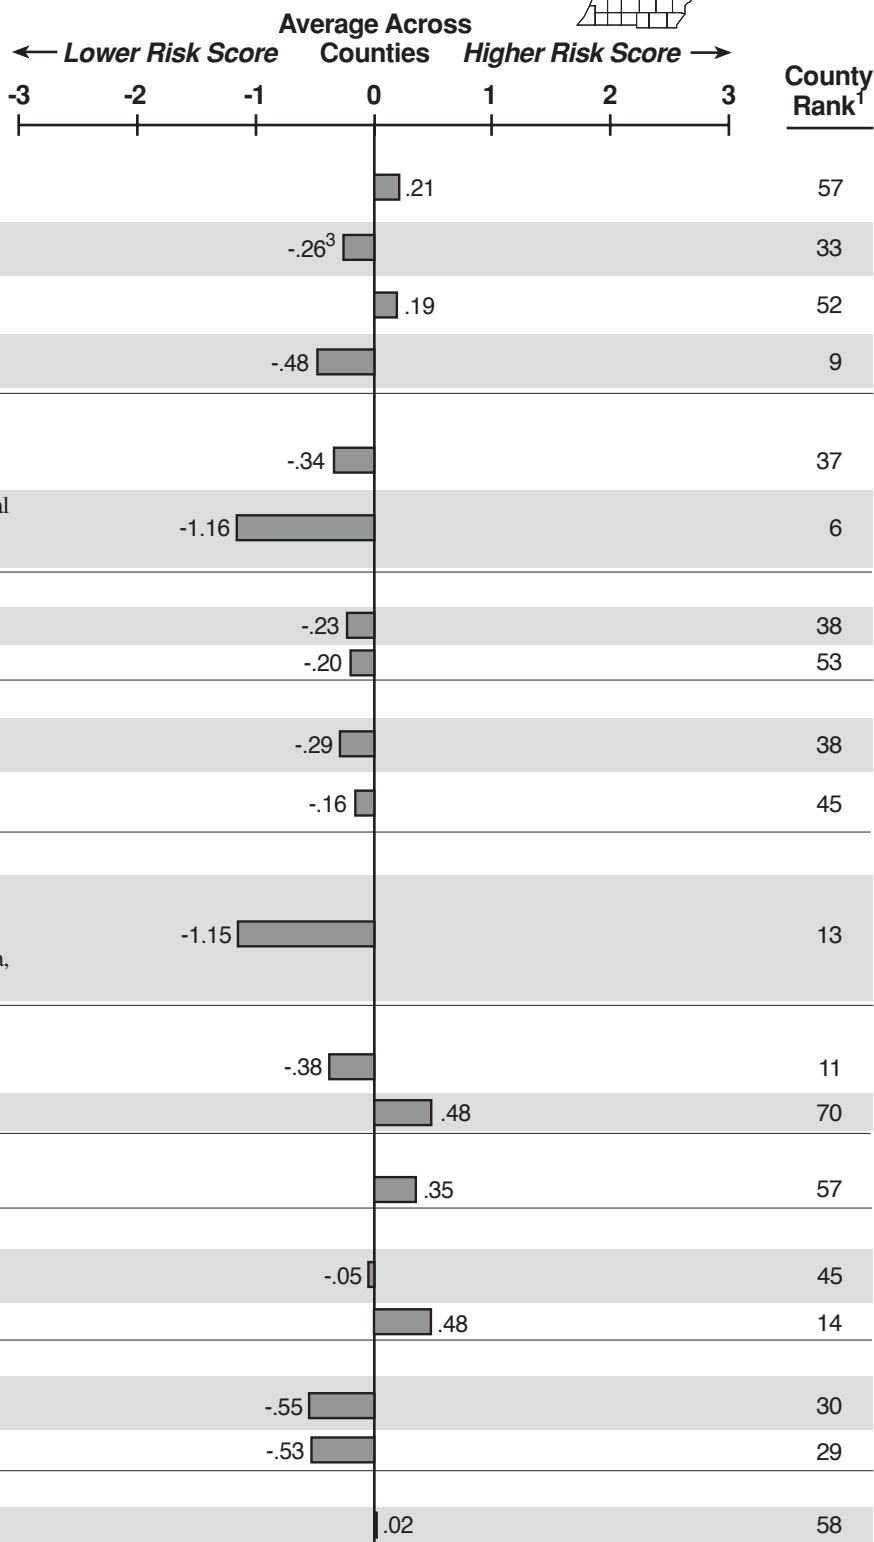 Average Across
Lower Risk Score Counties Higher Risk Score
County
Rank1
-3 -2 -1 0 1 2 3
.21 57
-.263 33
.19 52
-.48 9
-.34 37
al
-1.16 6
-.23 38
-.20 53
-.29 38
-.16 45
-1.15 13
a,
-.38 11
.48 70
.35 57
-.05 45
.48 14
-.55 30
-.53 29
.02 58